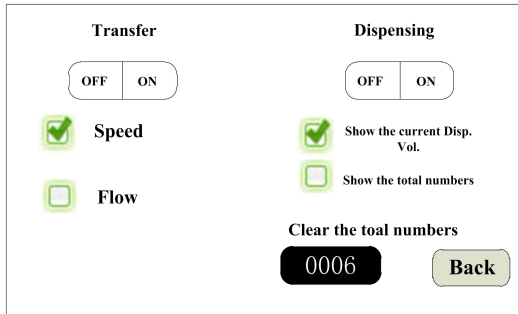 Transfer
OFF ON
Speed
Flow
Dispensing
OFF ON
Show the current Disp.
Vol.
Show the total numbers
Clear the toal numbers
0006
Back